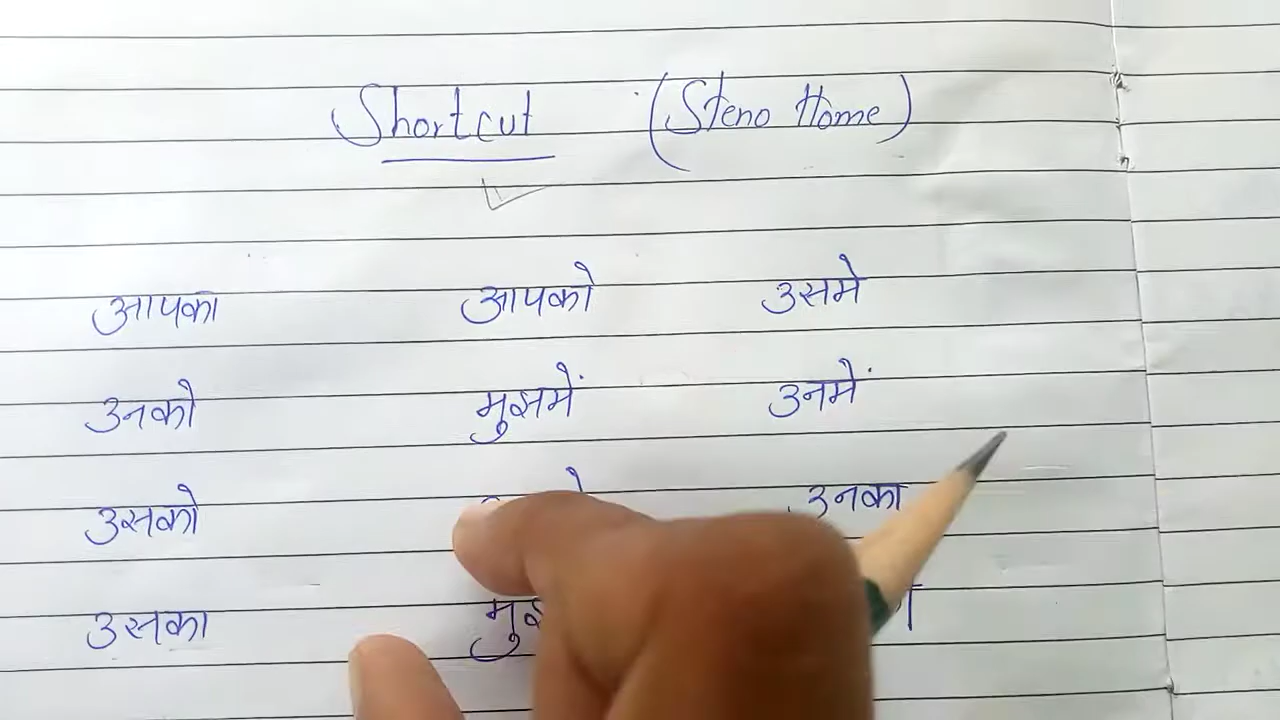 Shortcut (Steno Home)
आपका आपको उसमे
उनको मुझमें उनमें
उसको उनका
उसका